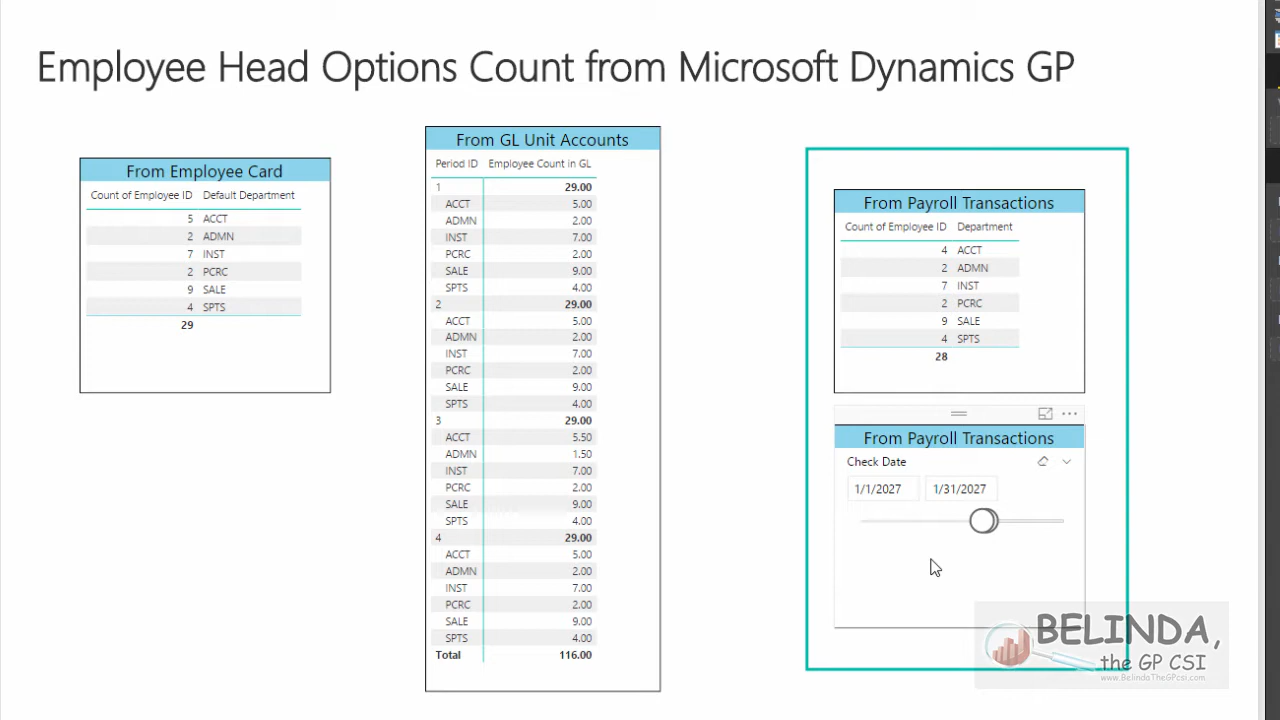 Employee Head Options Count from Microsoft Dynamics GP
From Employee Card
Count of Employee ID Default Department
5 ACCT
2 ADMN
7 INST
2 PCRC
9 SALE
4 SPTS
29
From GL Unit Accounts
Period ID Employee Count in GL
1 29.00
ACCT 5.00
ADMN 2.00
INST 7.00
PCRC 2.00
SALE 9.00
SPTS 4.00
2 29.00
ACCT 5.00
ADMN 2.00
INST 7.00
PCRC 2.00
SALE 9.00
SPTS 4.00
3 29.00
ACCT 5.50
ADMN 1.50
INST 7.00
PCRC 2.00
SALE 9.00
SPTS 4.00
4 29.00
ACCT 5.00
ADMN 2.00
INST 7.00
PCRC 2.00
SALE 9.00
SPTS 4.00
Total 116.00
From Payroll Transactions
Count of Employee ID Department
4 ACCT
2 ADMN
7 INST
2 PCRC
9 SALE
4 SPTS
28
From Payroll Transactions
Check Date
1/1/2027 1/31/2027
BELINDA,
the GP CSI
www.BelindaTheGPcsi.com